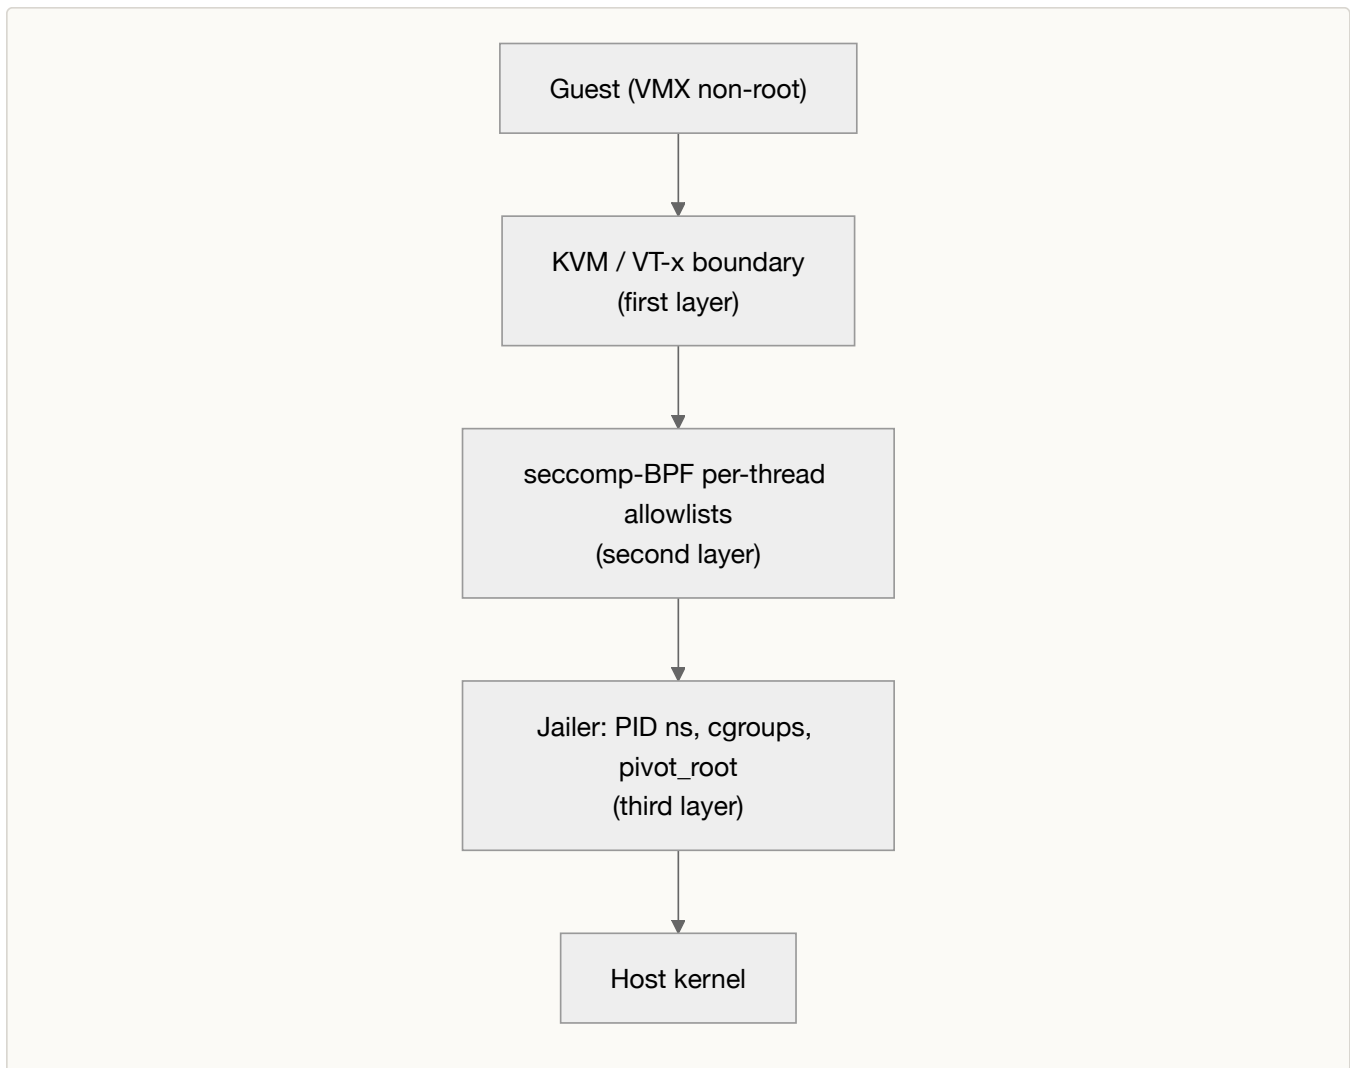 Guest (VMX non-root)
KVM / VT-x boundary
(first layer)
seccomp-BPF per-thread
allowlists
(second layer)
Jailer: PID ns, cgroups,
pivot_root
(third layer)
Host kernel